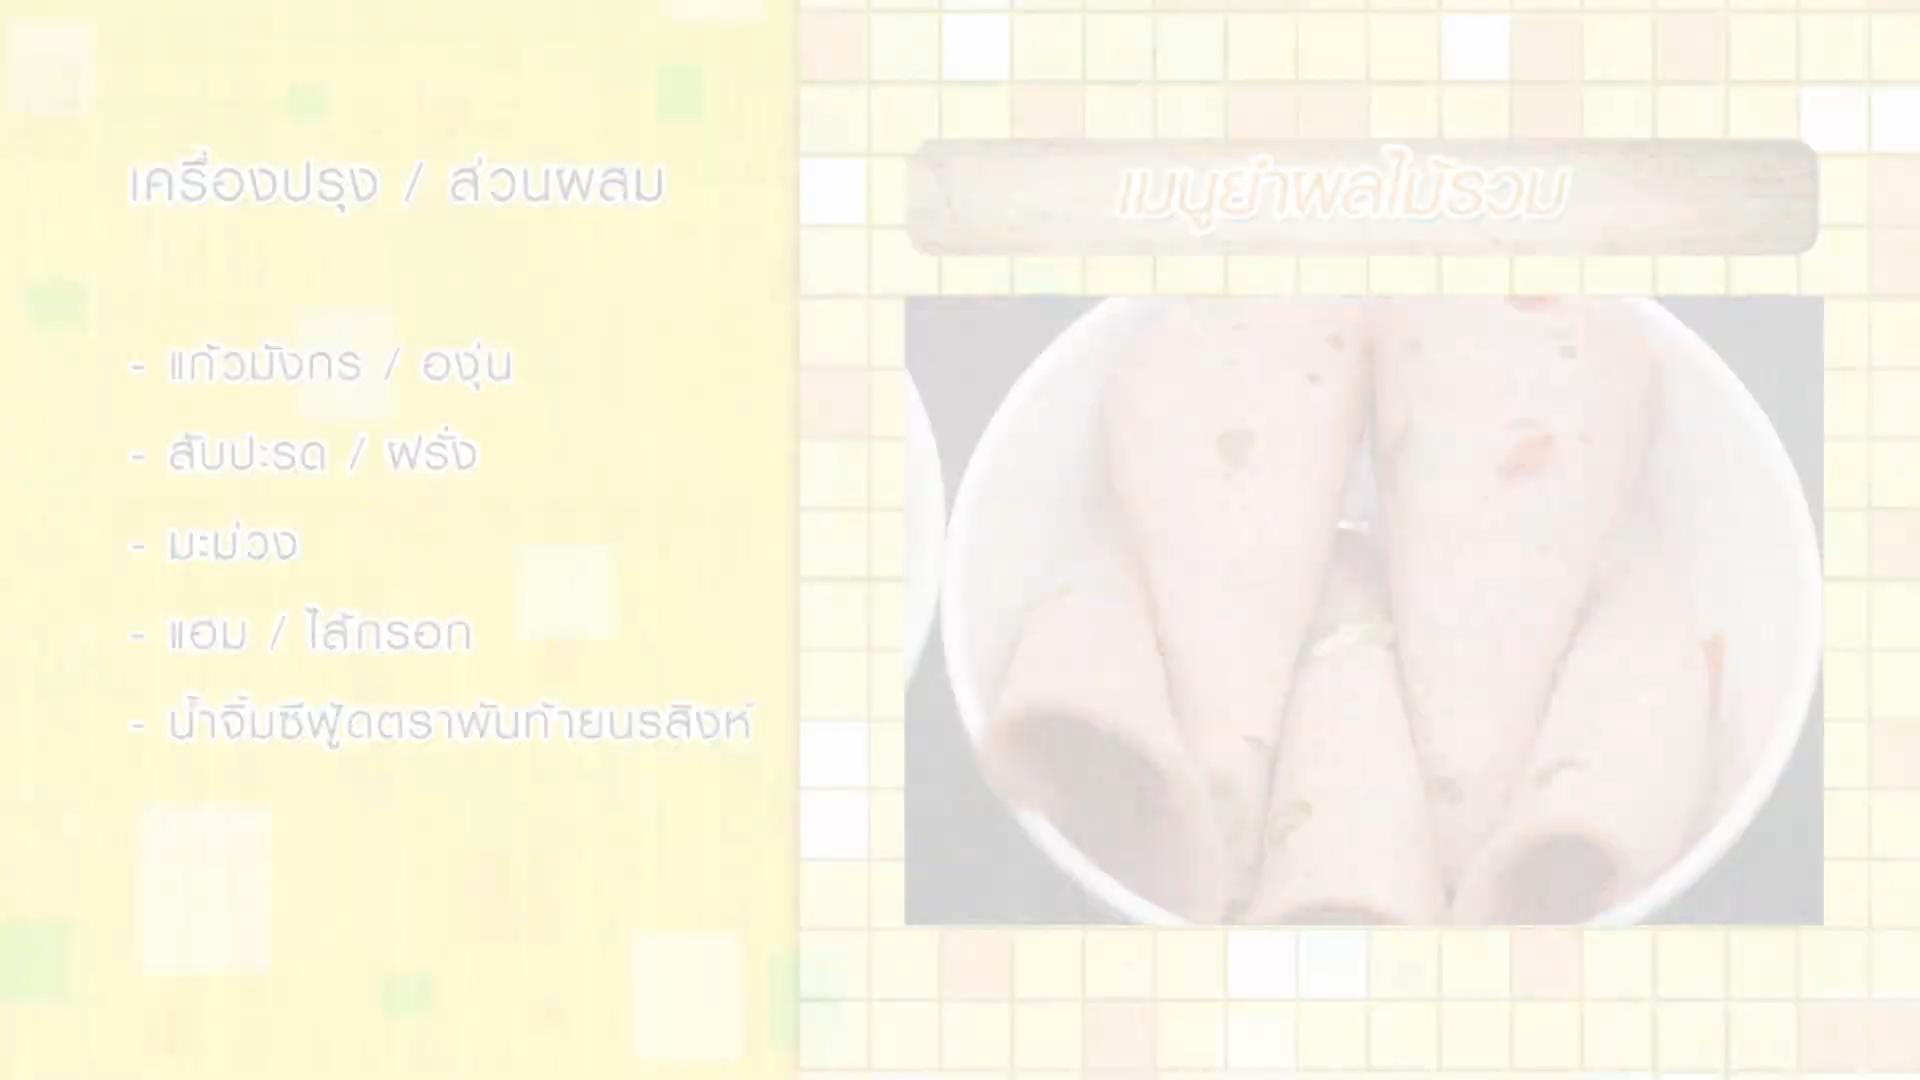 เครื่องปรุง / ส่วนผสม
- แก้วมังกร / องุ่น
- สับปะรด / ฝรั่ง
- มะม่วง
- แฮม / ไส้กรอก
- น้ำจิ้มซีฟู้ดตราพันท้ายนรสิงห์
เมนูยำผลไม้รวม